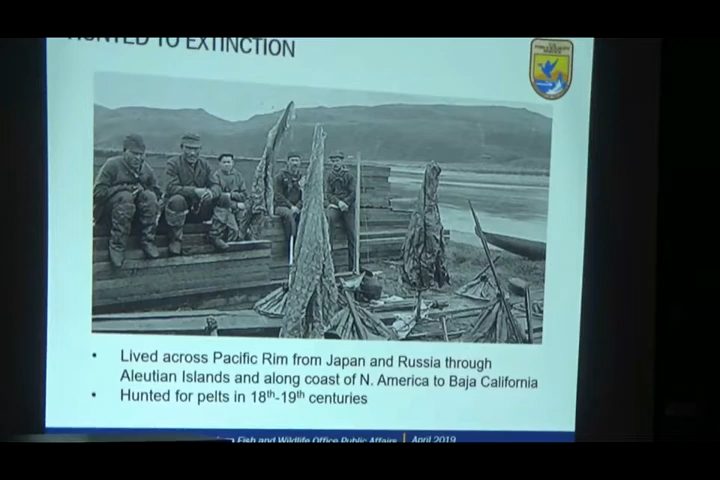 HUNTED TO EXTINCTION
• Lived across Pacific Rim from Japan and Russia through
Aleutian Islands and along coast of N. America to Baja California
• Hunted for pelts in 18th-19th centuries
Fish and Wildlife Office Public Affairs | April 2019